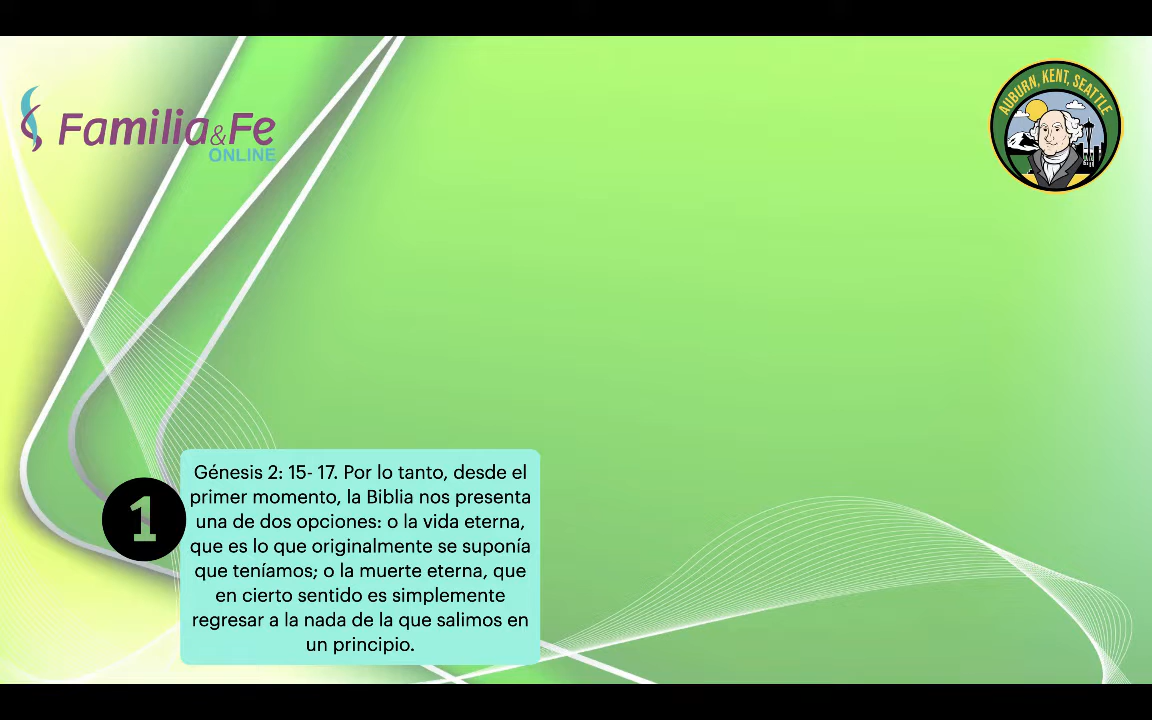 Familia&Fe
ONLINE
AUBURN, KENT, SEATTLE
1
Génesis 2: 15- 17. Por lo tanto, desde el
primer momento, la Biblia nos presenta
una de dos opciones: o la vida eterna,
que es lo que originalmente se suponía
que teníamos; o la muerte eterna, que
en cierto sentido es simplemente
regresar a la nada de la que salimos en
un principio.